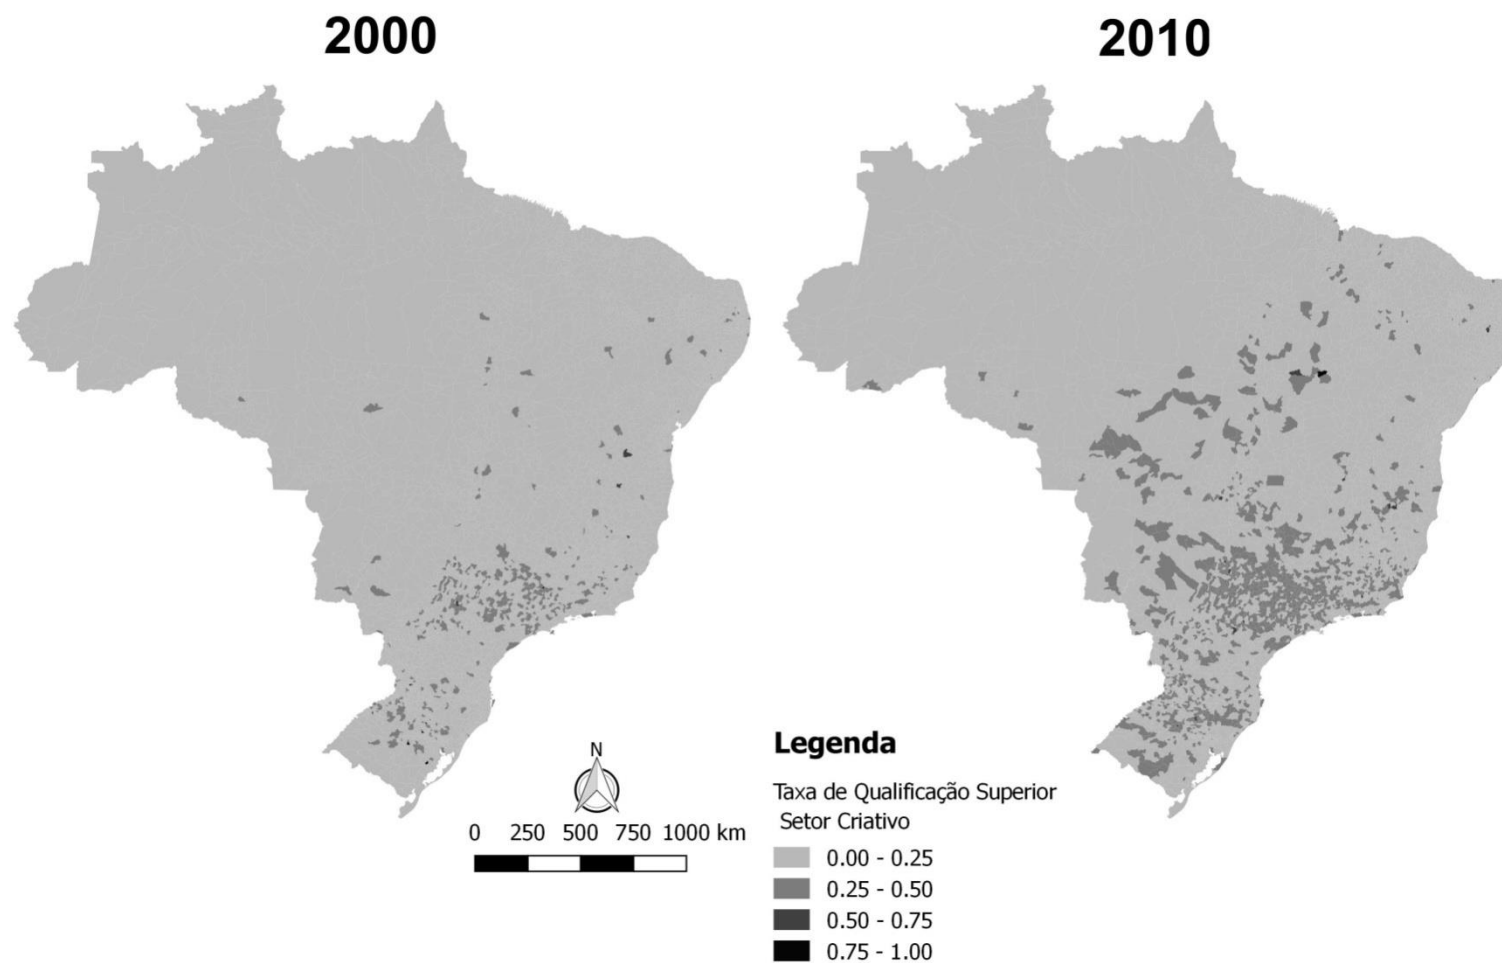 2000
2010
N
0 250 500 750 1000 km
Legenda
Taxa de Qualificação Superior
Setor Criativo
0.00 - 0.25
0.25 - 0.50
0.50 - 0.75
0.75 - 1.00